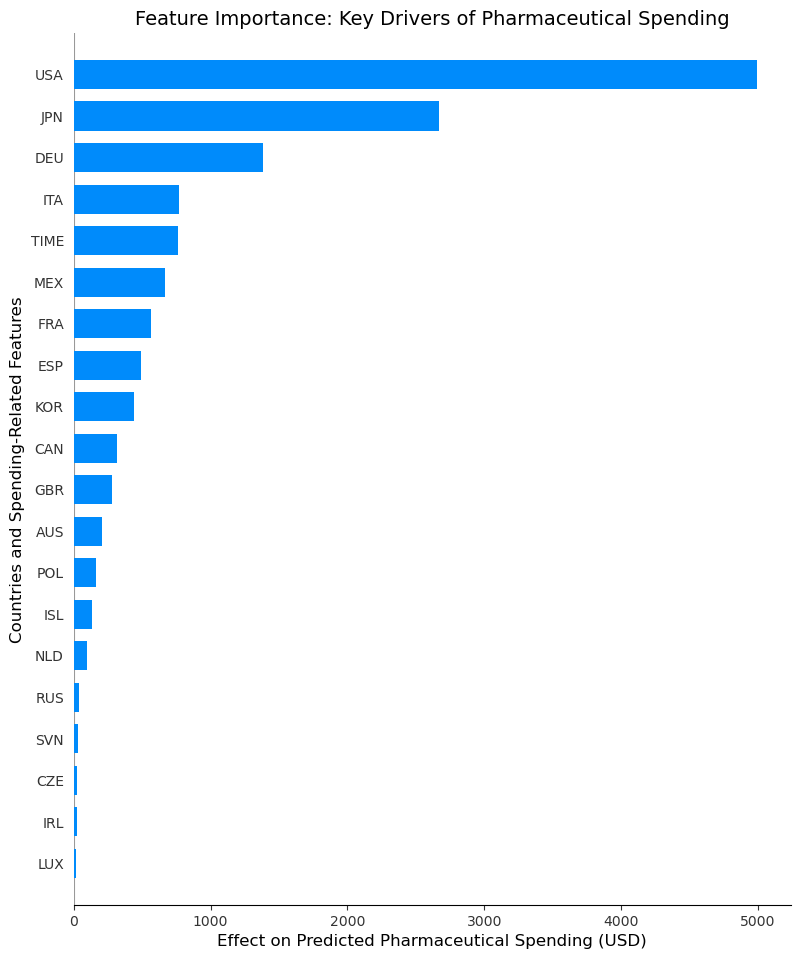 Feature Importance: Key Drivers of Pharmaceutical Spending
Countries and Spending-Related Features
USA
JPN
DEU
ITA
TIME
MEX
FRA
ESP
KOR
CAN
GBR
AUS
POL
ISL
NLD
RUS
SVN
CZE
IRL
LUX
0 1000 2000 3000 4000 5000
Effect on Predicted Pharmaceutical Spending (USD)